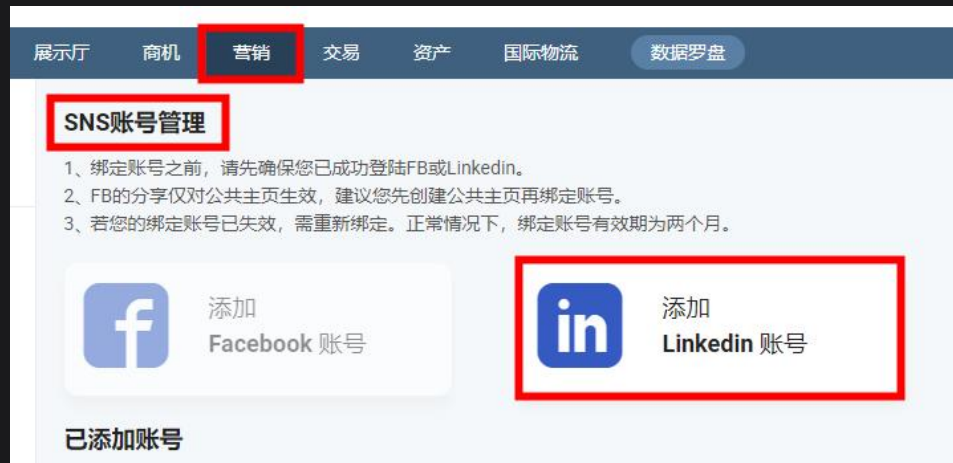 展示厅 商机 营销 交易 资产 国际物流 数据罗盘
SNS账号管理
1、绑定账号之前，请先确保您已成功登陆FB或Linkedin。
2、FB的分享仅对公共主页生效，建议您先创建公共主页再绑定账号。
3、若您的绑定账号已失效，需重新绑定。正常情况下，绑定账号有效期为两个月。
添加
Facebook 账号
in
添加
Linkedin 账号
已添加账号